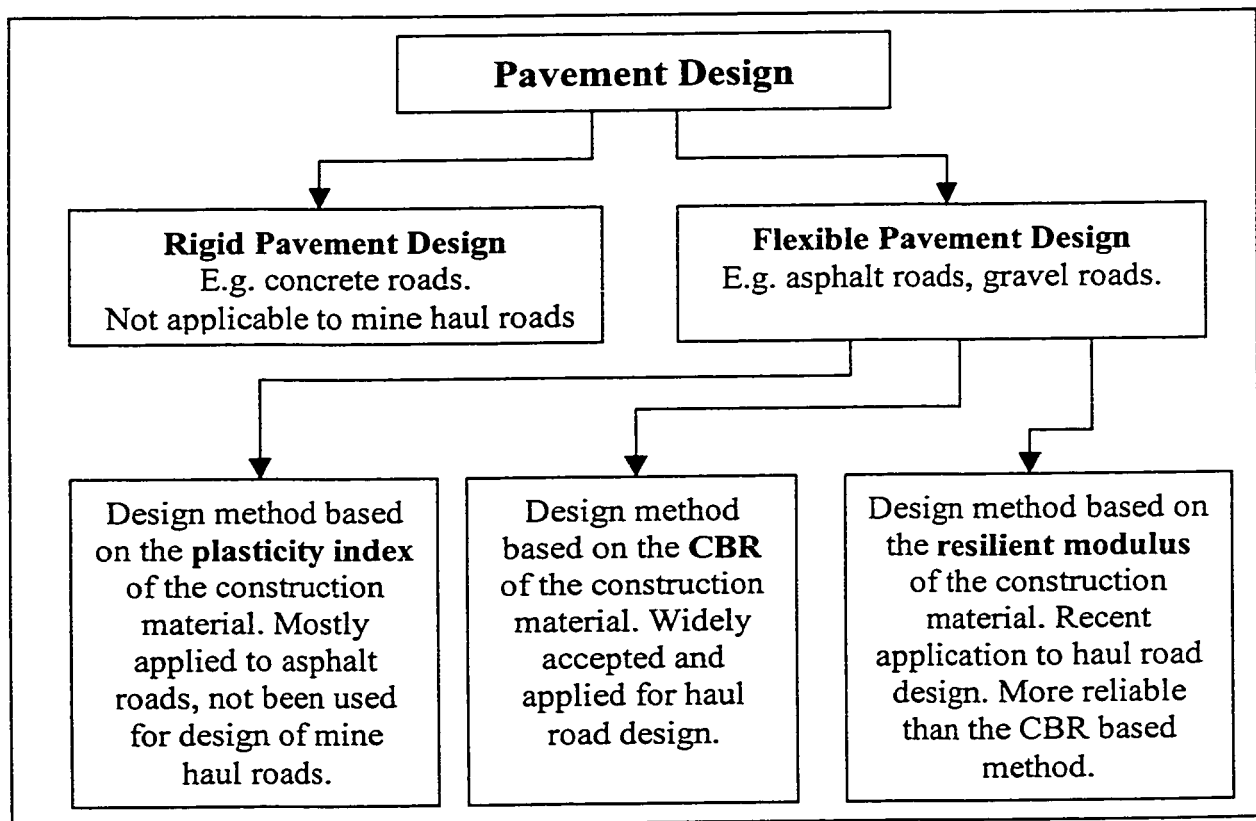 Pavement Design
Rigid Pavement Design
E.g. concrete roads.
Not applicable to mine haul roads
Flexible Pavement Design
E.g. asphalt roads, gravel roads.
Design method based
on the plasticity index
of the construction
material. Mostly
applied to asphalt
roads, not been used
for design of mine
haul roads.
Design method
based on the CBR
of the construction
material. Widely
accepted and
applied for haul
road design.
Design method based on
the resilient modulus
of the construction
material. Recent
application to haul road
design. More reliable
than the CBR based
method.